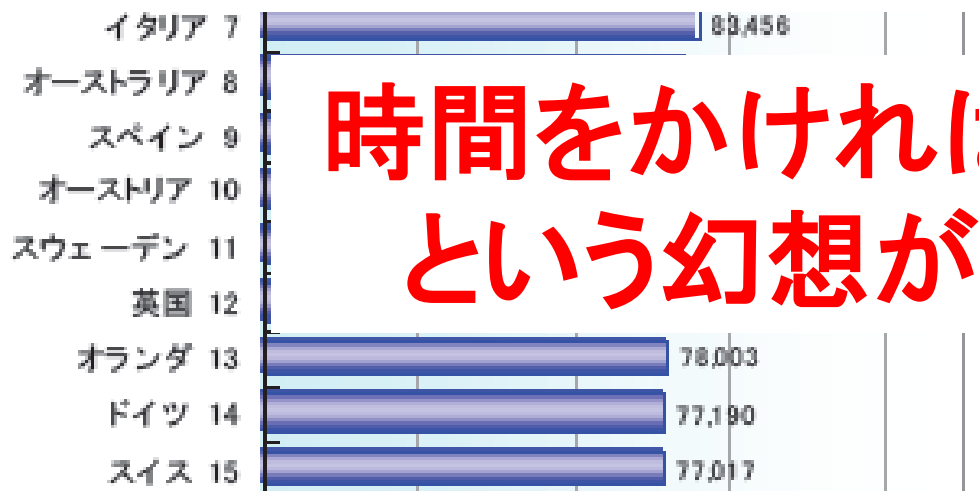 イタリア 7 83,456
オーストラリア 8
スペイン 9
オーストリア 10
スウェーデン 11
英国 12
時間をかければ
という幻想が
オランダ 13 78,003
ドイツ 14 77,190
スイス 15 77,017